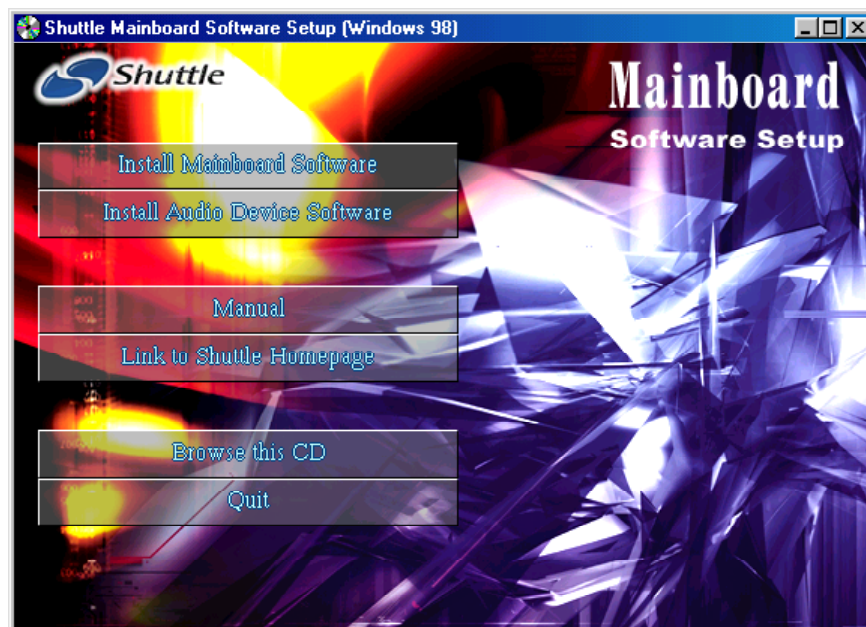 Shuttle Mainboard Software Setup (Windows 98)
Shuttle
Mainboard
Software Setup
Install Mainboard Software
Install Audio Device Software
Manual
Link to Shuttle Homepage
Browse this CD
Quit